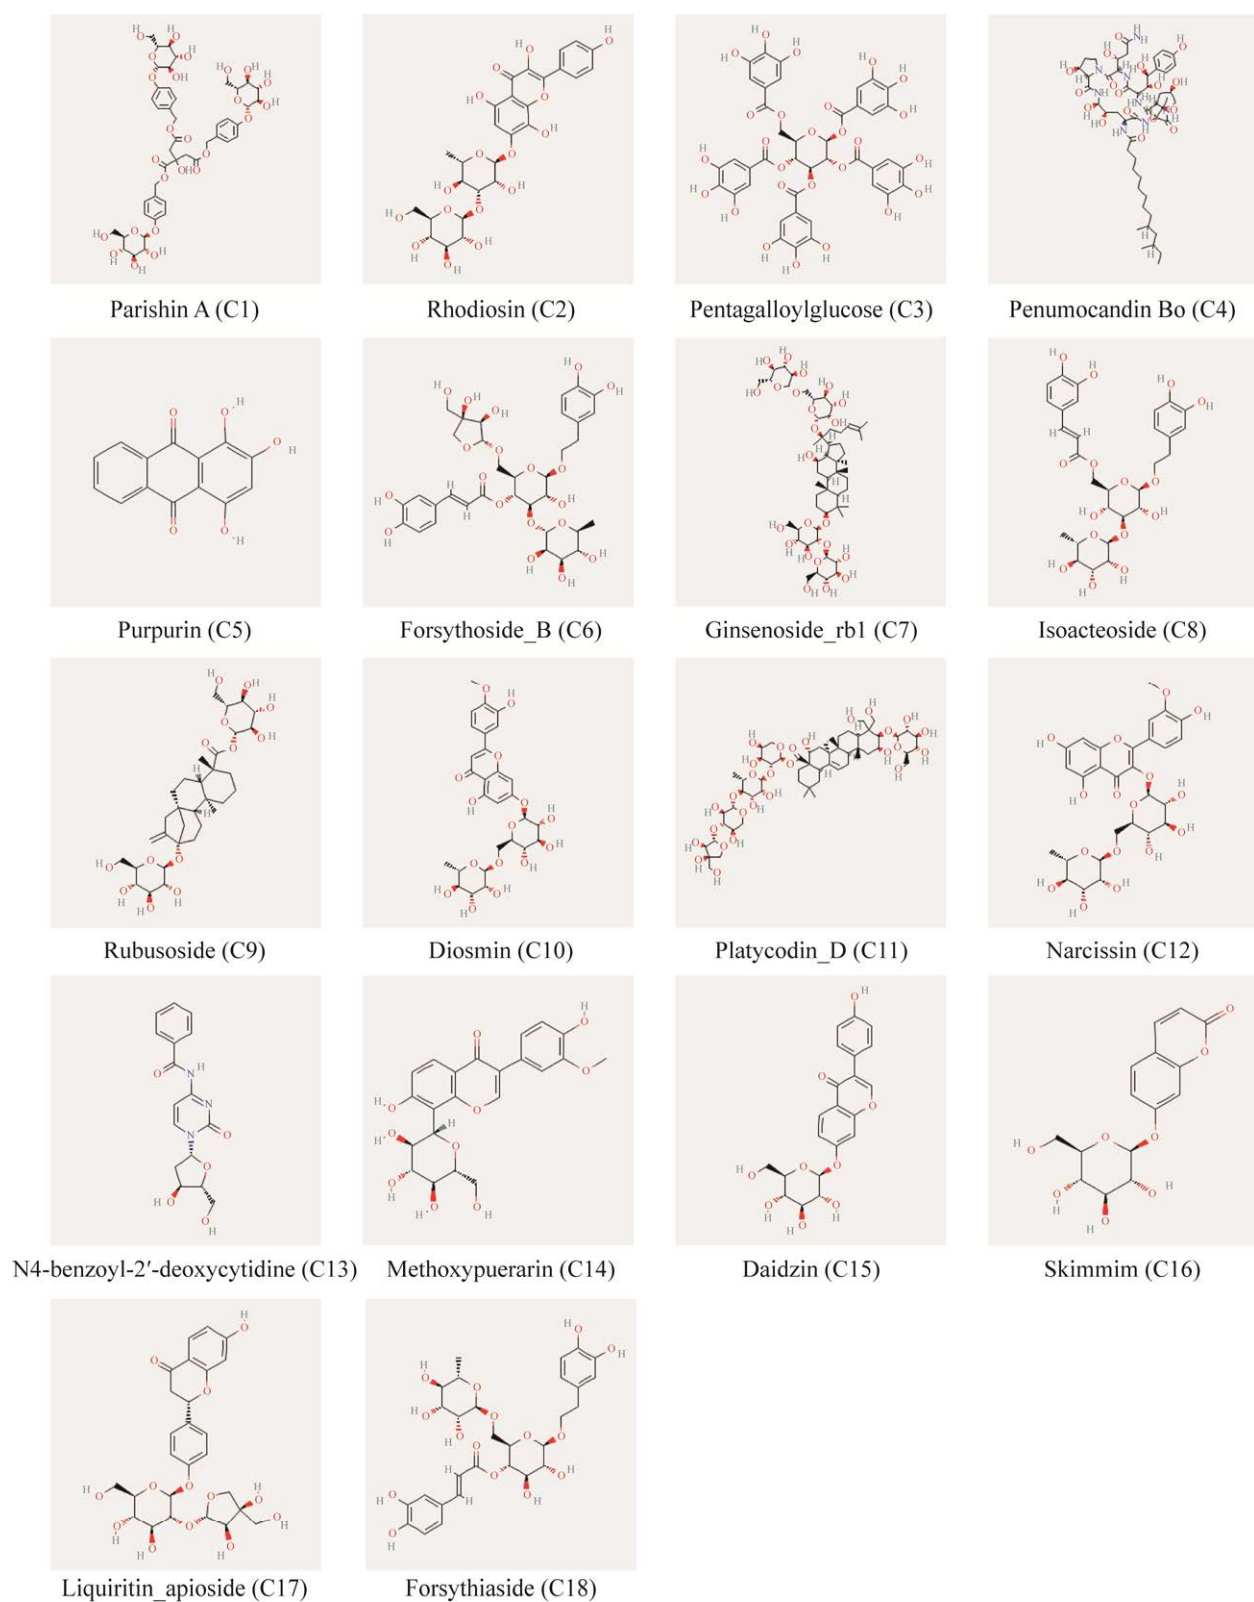 Parishin A (C1)
Rhodiosin (C2)
Pentagalloylglucose (C3)
Penumocandin Bo (C4)
Purpurin (C5)
Forsythoside_B (C6)
Ginsenoside_rb1 (C7)
Isoacteoside (C8)
Rubusoside (C9)
Diosmin (C10)
Platycodin_D (C11)
Narcissin (C12)
N4-benzoyl-2′-deoxycytidine (C13)
Methoxypuerarin (C14)
Daidzin (C15)
Skimmim (C16)
Liquiritin_apioside (C17)
Forsythiaside (C18)